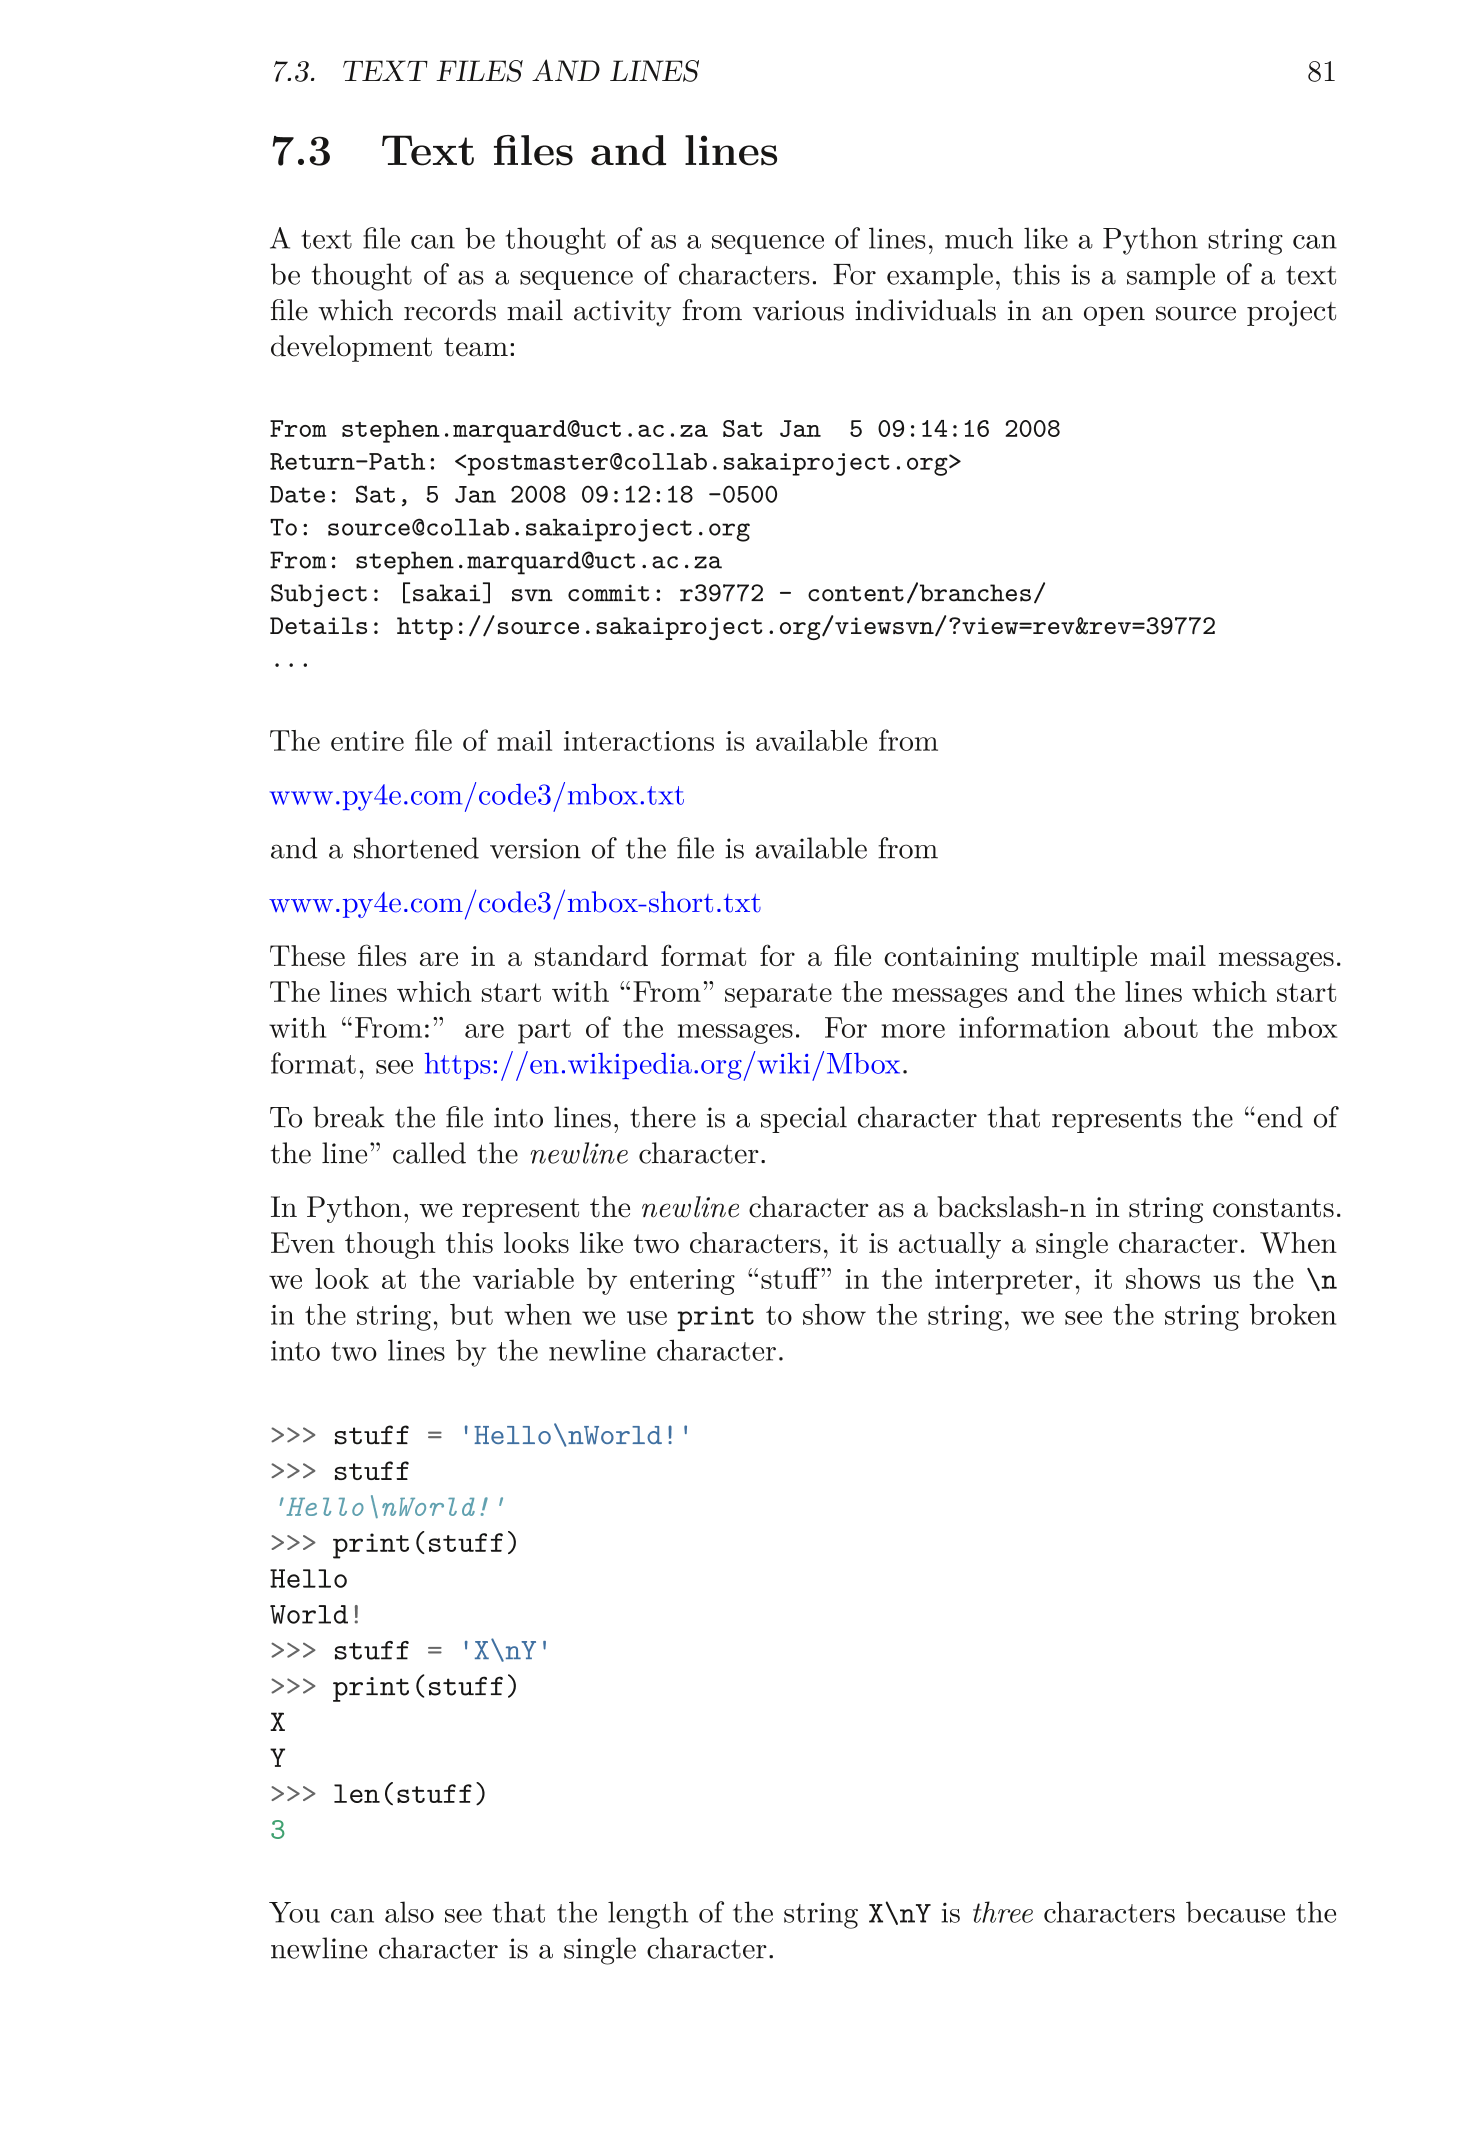 7.3. TEXT FILES AND LINES 81
7.3 Text files and lines
A text file can be thought of as a sequence of lines, much like a Python string can
be thought of as a sequence of characters. For example, this is a sample of a text
file which records mail activity from various individuals in an open source project
development team:
From stephen.marquard@uct.ac.za Sat Jan  5 09:14:16 2008
Return-Path: <postmaster@collab.sakaiproject.org>
Date: Sat, 5 Jan 2008 09:12:18 -0500
To: source@collab.sakaiproject.org
From: stephen.marquard@uct.ac.za
Subject: [sakai] svn commit: r39772 - content/branches/
Details: http://source.sakaiproject.org/viewsvn/?view=rev&rev=39772
...
The entire file of mail interactions is available from
www.py4e.com/code3/mbox.txt
and a shortened version of the file is available from
www.py4e.com/code3/mbox-short.txt
These files are in a standard format for a file containing multiple mail messages.
The lines which start with “From” separate the messages and the lines which start
with “From:” are part of the messages. For more information about the mbox
format, see https://en.wikipedia.org/wiki/Mbox.
To break the file into lines, there is a special character that represents the “end of
the line” called the newline character.
In Python, we represent the newline character as a backslash-n in string constants.
Even though this looks like two characters, it is actually a single character. When
we look at the variable by entering “stuff” in the interpreter, it shows us the \n
in the string, but when we use print to show the string, we see the string broken
into two lines by the newline character.
>>> stuff = 'Hello\nWorld!'
>>> stuff
'Hello\nWorld!'
>>> print(stuff)
Hello
World!
>>> stuff = 'X\nY'
>>> print(stuff)
X
Y
>>> len(stuff)
3
You can also see that the length of the string X\nY is three characters because the
newline character is a single character.